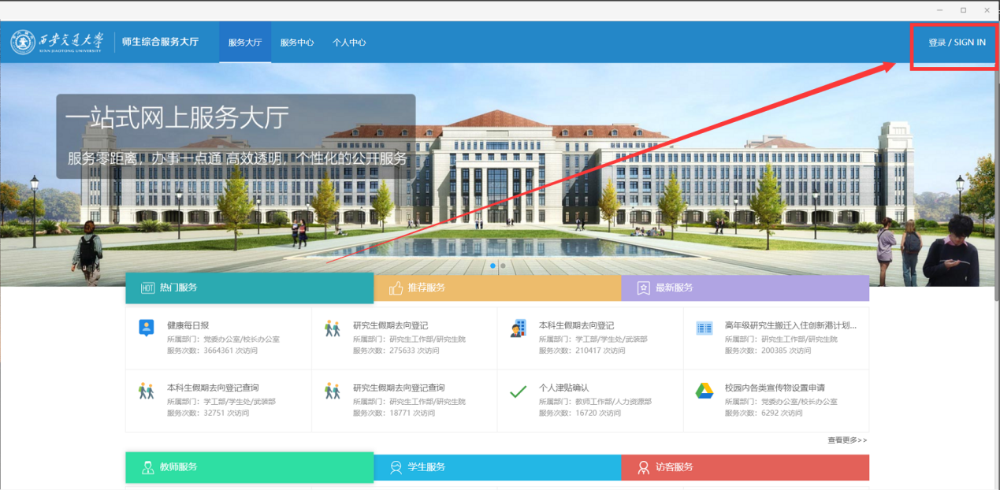 西安交通大学
XI'AN JIAOTONG UNIVERSITY
师生综合服务大厅
服务大厅
服务中心
个人中心
登录 / SIGN IN
一站式网上服务大厅
服务零距离，办事一点通 高效透明，个性化的公开服务
HOT 热门服务
推荐服务
最新服务
健康每日报
所属部门：党委办公室/校长办公室
服务次数：3664361 次访问
研究生假期去向登记
所属部门：研究生工作部/研究生院
服务次数：275633 次访问
本科生假期去向登记
所属部门：学工部/学生处/武装部
服务次数：210417 次访问
高年级研究生搬迁入住创新港计划...
所属部门：研究生工作部/研究生院
服务次数：200385 次访问
本科生假期去向登记查询
所属部门：学工部/学生处/武装部
服务次数：32751 次访问
研究生假期去向登记查询
所属部门：研究生工作部/研究生院
服务次数：18771 次访问
个人津贴确认
所属部门：教师工作部/人力资源部
服务次数：16720 次访问
校园内各类宣传物设置申请
所属部门：党委办公室/校长办公室
服务次数：6292 次访问
查看更多>>
教师服务
学生服务
访客服务